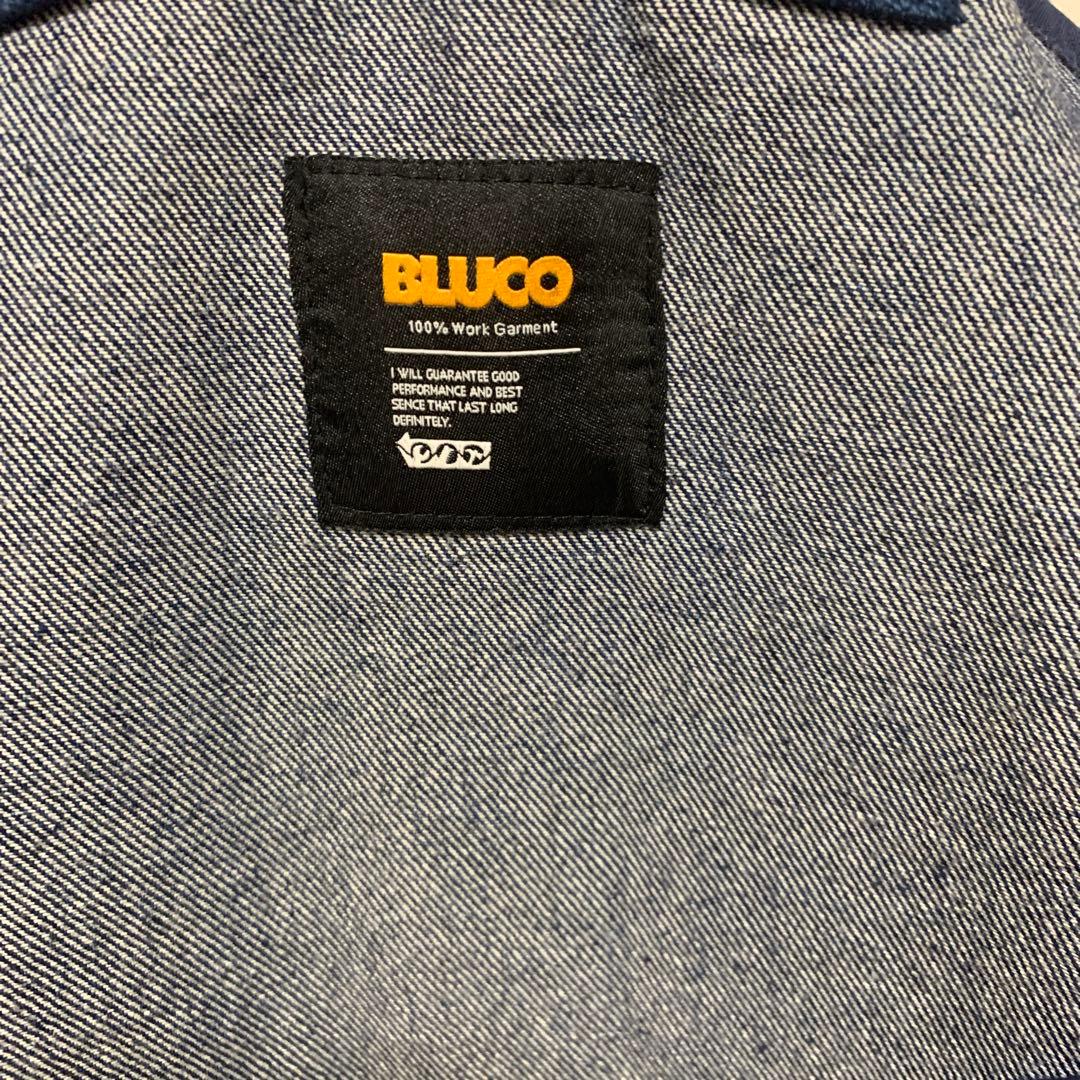 BLUCO
100% Work Garment
I WILL GUARANTEE GOOD
PERFORMANCE AND BEST
SENCE THAT LAST LONG
DEFINITELY.